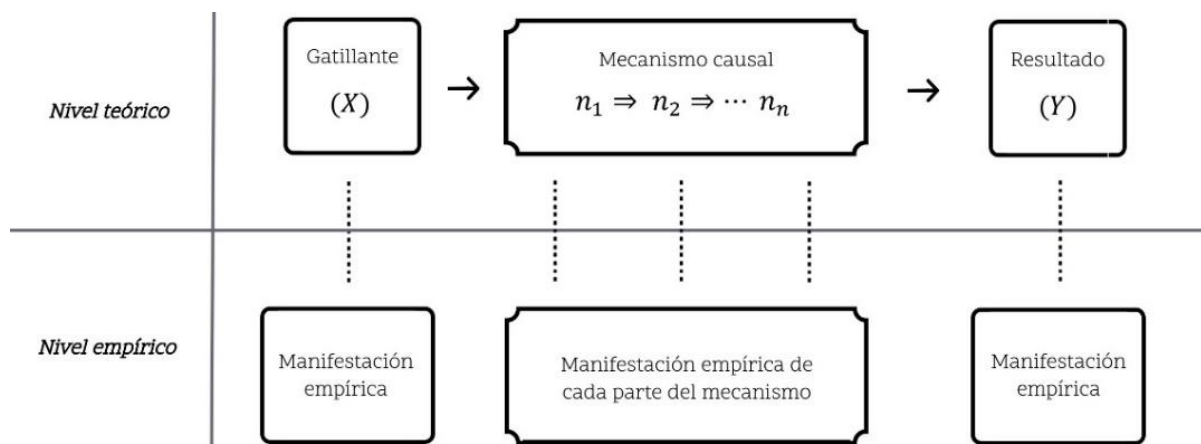 Gatillante
(X)
→
Mecanismo causal
n₁ ⇒ n₂ ⇒ ⋯ nₙ
→
Resultado
(Y)
Nivel teórico
Nivel empírico
Manifestación
empírica
Manifestación empírica de
cada parte del mecanismo
Manifestación
empírica